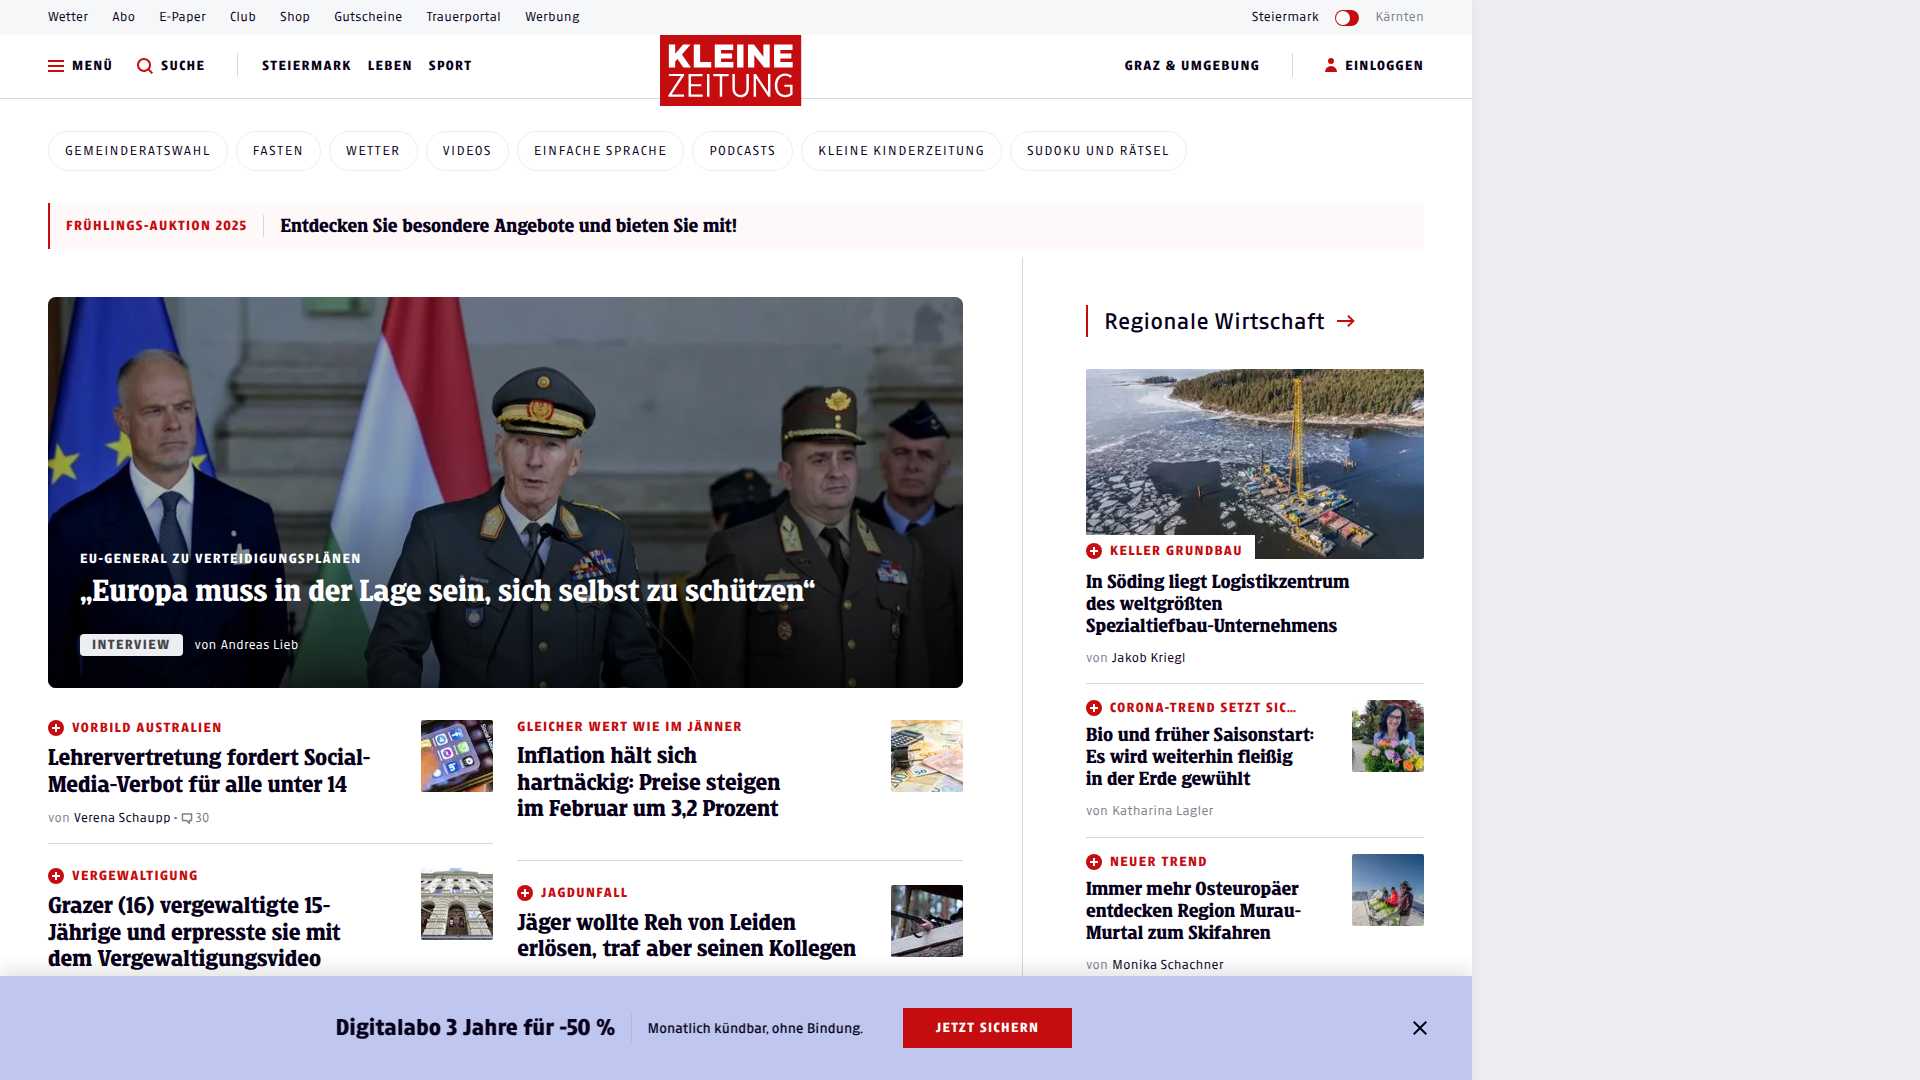 Wetter Abo E-Paper Club Shop Gutscheine Trauerportal Werbung Steiermark Kärnten
MENÜ SUCHE STEIERMARK LEBEN SPORT
KLEINE
ZEITUNG
GRAZ & UMGEBUNG EINLOGGEN
GEMEINDERATSWAHL FASTEN WETTER VIDEOS EINFACHE SPRACHE PODCASTS KLEINE KINDERZEITUNG SUDOKU UND RÄTSEL
FRÜHLINGS-AUKTION 2025 Entdecken Sie besondere Angebote und bieten Sie mit!
EU-GENERAL ZU VERTEIDIGUNGSPLÄNEN
„Europa muss in der Lage sein, sich selbst zu schützen“
INTERVIEW von Andreas Lieb
VORBILD AUSTRALIEN
Lehrervertretung fordert Social-
Media-Verbot für alle unter 14
von Verena Schaupp - 30
VERGEWALTIGUNG
Grazer (16) vergewaltigte 15-
Jährige und erpresste sie mit
dem Vergewaltigungsvideo
GLEICHER WERT WIE IM JÄNNER
Inflation hält sich
hartnäckig: Preise steigen
im Februar um 3,2 Prozent
JAGDUNFALL
Jäger wollte Reh von Leiden
erlösen, traf aber seinen Kollegen
Regionale Wirtschaft
KELLER GRUNDBAU
In Söding liegt Logistikzentrum
des weltgrößten
Spezialtiefbau-Unternehmens
von Jakob Kriegl
CORONA-TREND SETZT SIC...
Bio und früher Saisonstart:
Es wird weiterhin fleißig
in der Erde gewühlt
von Katharina Lagler
NEUER TREND
Immer mehr Osteuropäer
entdecken Region Murau-
Murtal zum Skifahren
von Monika Schachner
Digitalabo 3 Jahre für -50 % Monatlich kündbar, ohne Bindung. JETZT SICHERN